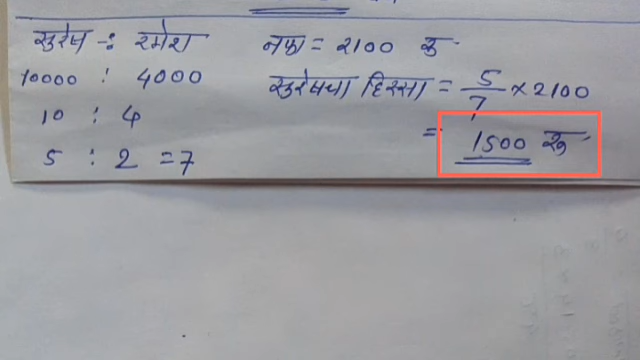 सुरेश : रमेश
10000 : 4000
10 : 4
5 : 2 = 7
नफा = 2100 रु
सुरेशचा हिस्सा = 5/7 × 2100
= 1500 रु